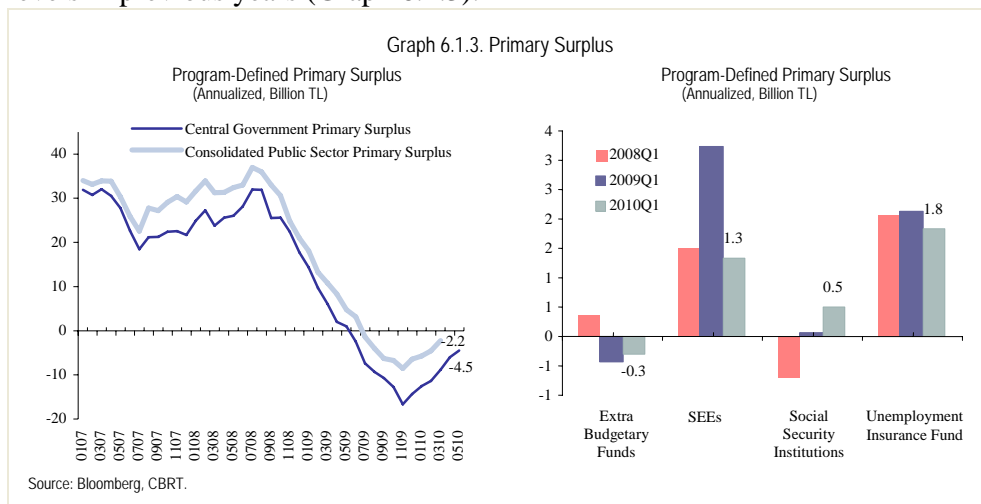 Graph 6.1.3. Primary Surplus
Program-Defined Primary Surplus
(Annualized, Billion TL)
Central Government Primary Surplus
Consolidated Public Sector Primary Surplus
40
30
20
10
0
-10
-20
-2.2
-4.5
0107
0307
0507
0707
0907
1107
0108
0308
0508
0708
0908
1108
0109
0309
0509
0709
0909
1109
0110
0310
0510
Program-Defined Primary Surplus
(Annualized, Billion TL)
2008Q1
2009Q1
2010Q1
4
3
3
2
2
1
1
0
-1
-1
-0.3
1.3
0.5
1.8
Extra
Budgetary
Funds
SEEs
Social
Security
Institutions
Unemployment
Insurance Fund
Source: Bloomberg, CBRT.